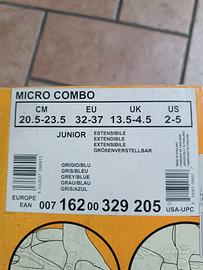 MICRO COMBO
CM EU UK US
20.5-23.5 32-37 13.5-4.5 2-5
JUNIOR
ESTENSIBILE
EXTENDIBLE
EXTENSIBLE
GRÖSENVERSTELLBAR
GRIGIO/BLU
GRIS/BLEU
GREY/BLUE
GRAU/BLAU
GRIS/AZUL
EUROPE
EAN
007 162 00 329 205
USA-UPC